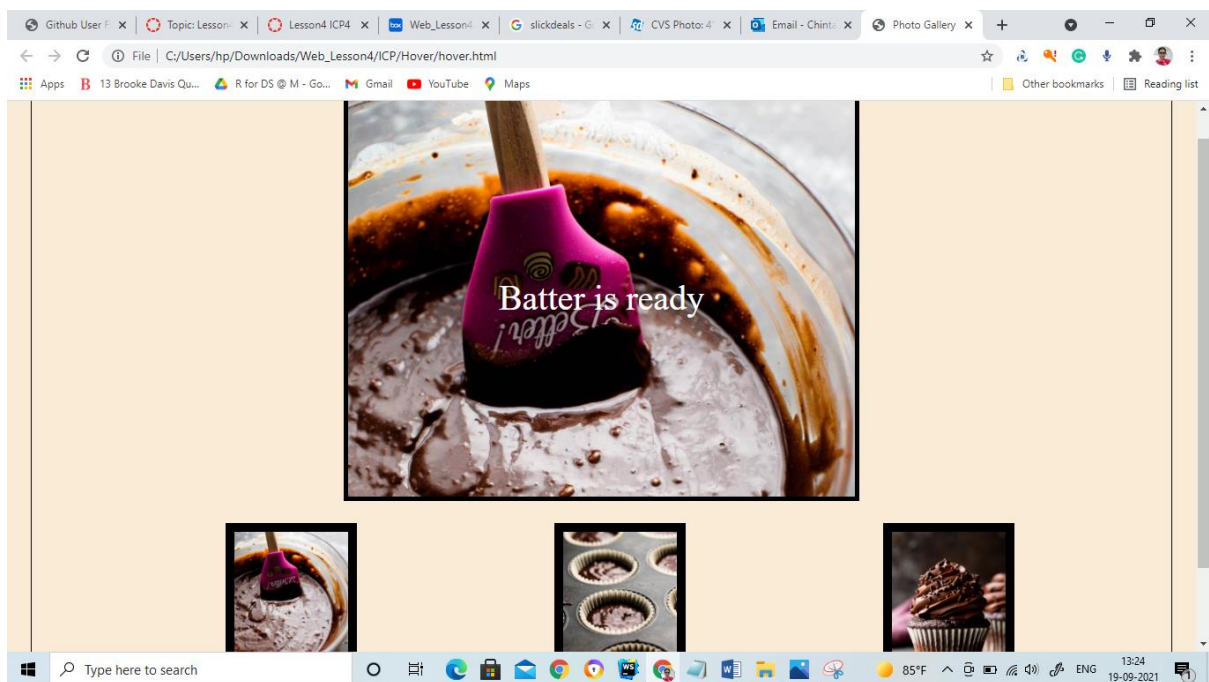 Github User F
Topic: Lesson
Lesson4 ICP4
Web_Lesson4
slickdeals - G
CVS Photo: 4
Email - Chinta
Photo Gallery
File | C:/Users/hp/Downloads/Web_Lesson4/ICP/Hover/hover.html
Apps
13 Brooke Davis Qu...
R for DS @ M - Go...
Gmail
YouTube
Maps
Other bookmarks
Reading list
Batter is ready
Type here to search
85°F
ENG
13:24
19-09-2021